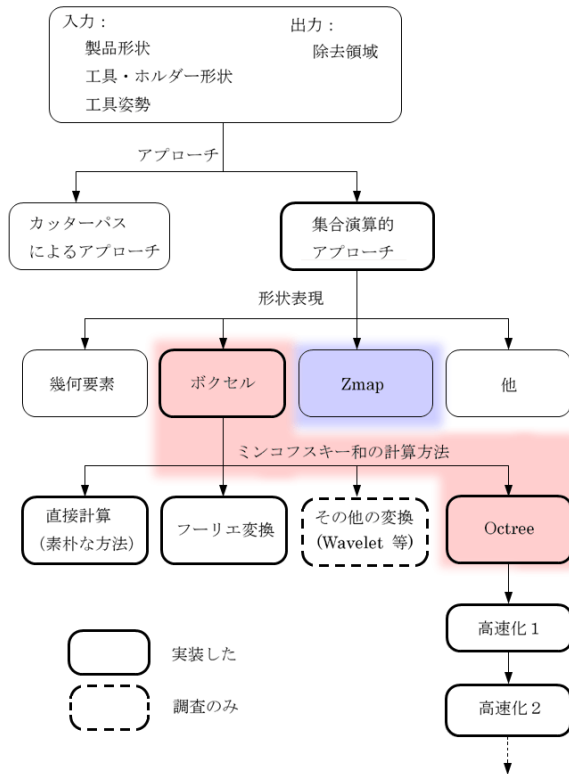 入力： 出力：
製品形状 除去領域
工具・ホルダー形状
工具姿勢
アプローチ
カッターパス
によるアプローチ
集合演算的
アプローチ
形状表現
幾何要素
ボクセル
Zmap
他
ミンコフスキー和の計算方法
直接計算
（素朴な方法）
フーリエ変換
その他の変換
(Wavelet 等)
Octree
高速化１
高速化２
実装した
調査のみ